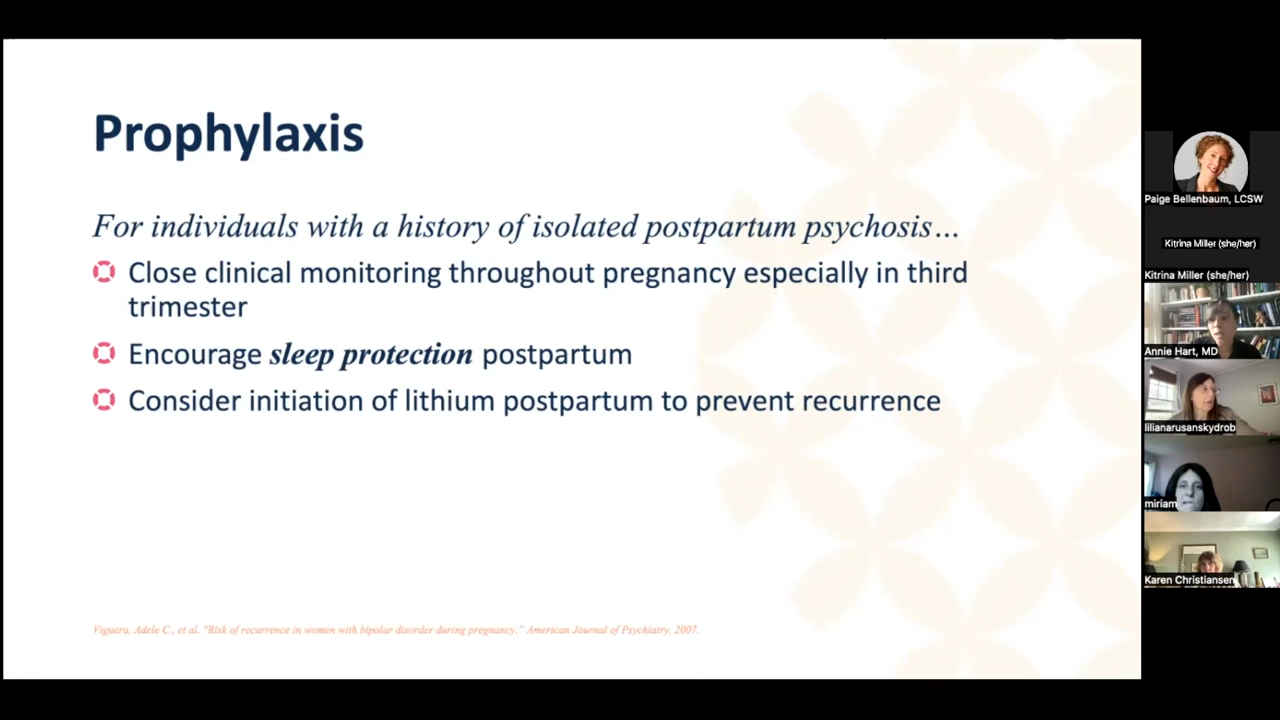 Prophylaxis
For individuals with a history of isolated postpartum psychosis...
Close clinical monitoring throughout pregnancy especially in third
trimester
Encourage sleep protection postpartum
Consider initiation of lithium postpartum to prevent recurrence
Viguera, Adele C., et al. "Risk of recurrence in women with bipolar disorder during pregnancy." American Journal of Psychiatry. 2007.
Paige Bellenbaum, LCSW
Kitrina Miller (she/her)
Kitrina Miller (she/her)
Annie Hart, MD
lilianarusanskydrob
miriam
Karen Christiansen